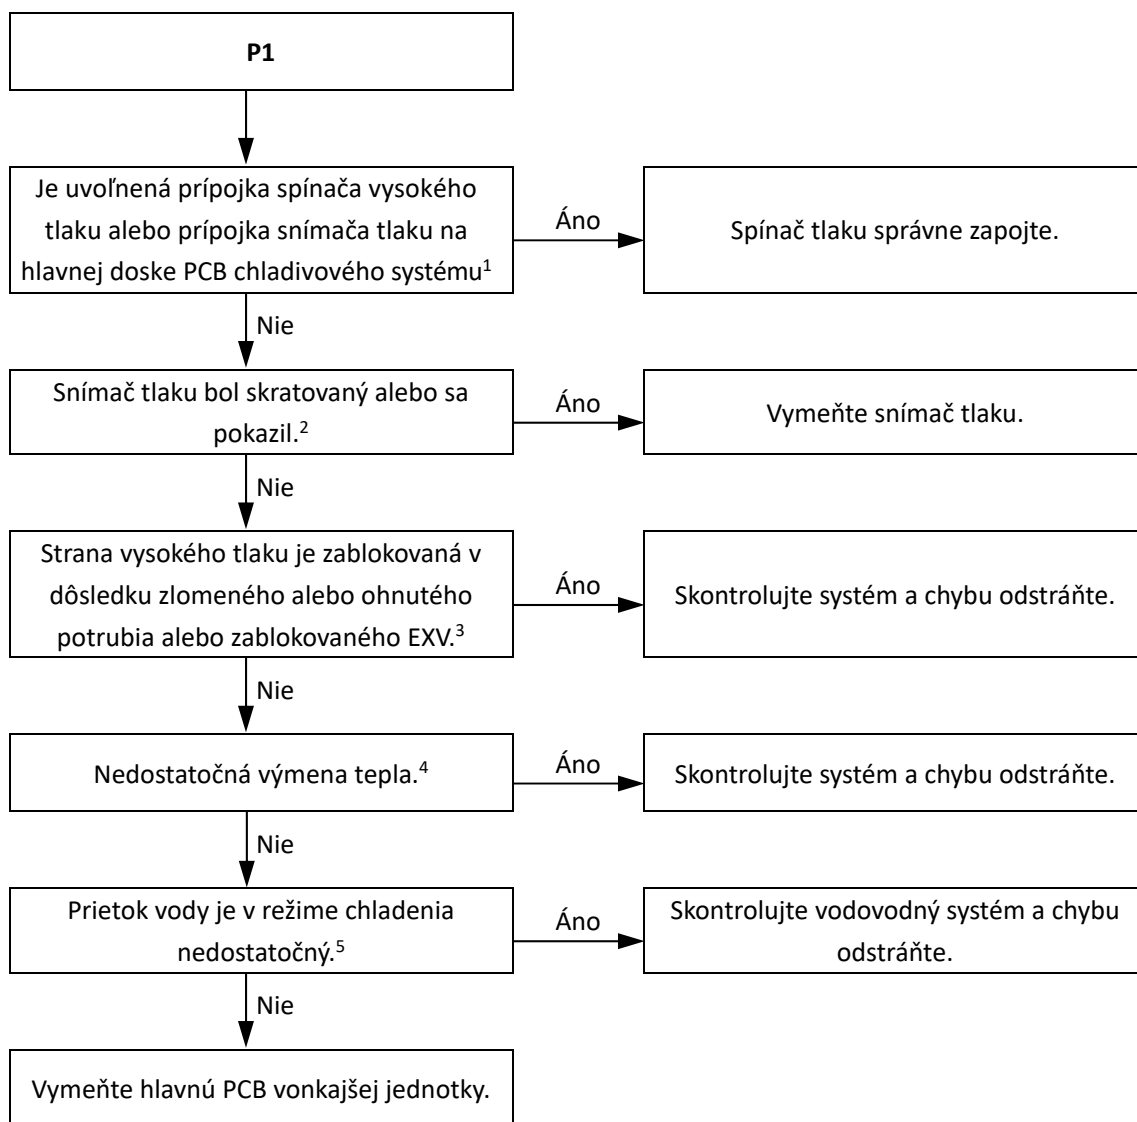 P1
Je uvoľnená prípojka spínača vysokého
tlaku alebo prípojka snímača tlaku na
hlavnej doske PCB chladivového systému¹
Áno
Spínač tlaku správne zapojte.
Nie
Snímač tlaku bol skratovaný alebo sa
pokazil.²
Áno
Vymeňte snímač tlaku.
Nie
Strana vysokého tlaku je zablokovaná v
dôsledku zlomeného alebo ohnutého
potrubia alebo zablokovaného EXV.³
Áno
Skontrolujte systém a chybu odstráňte.
Nie
Nedostatočná výmena tepla.⁴
Áno
Skontrolujte systém a chybu odstráňte.
Nie
Prietok vody je v režime chladenia
nedostatočný.⁵
Áno
Skontrolujte vodovodný systém a chybu
odstráňte.
Nie
Vymeňte hlavnú PCB vonkajšej jednotky.